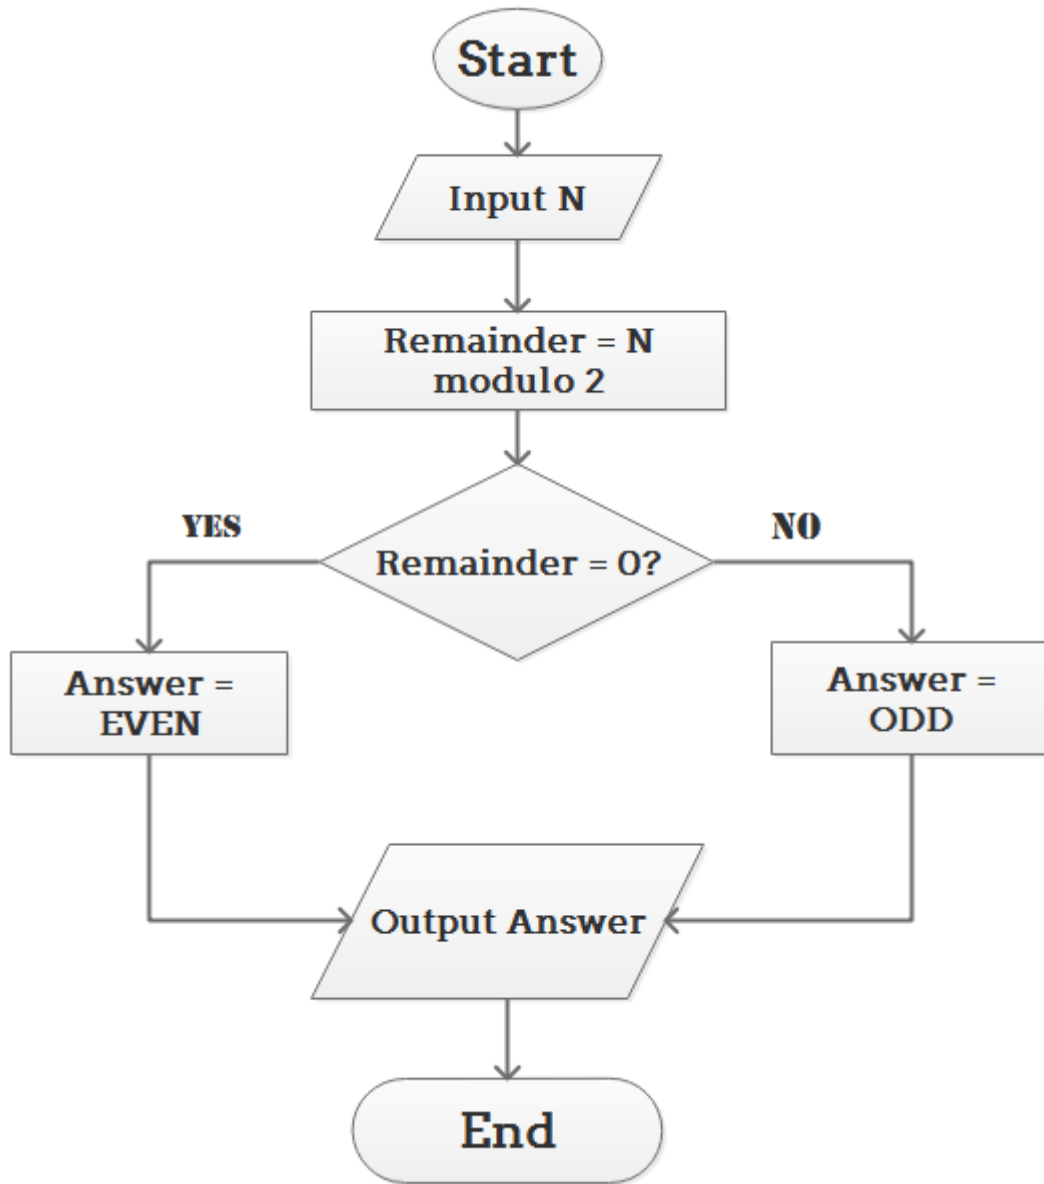 Start
Input N
Remainder = N
modulo 2
YES
NO
Remainder = 0?
Answer =
EVEN
Answer =
ODD
Output Answer
End